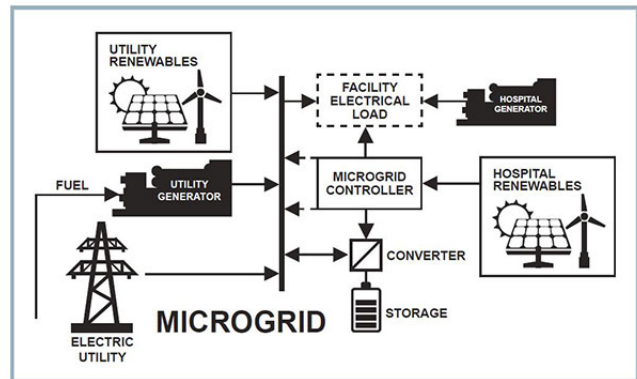 UTILITY
RENEWABLES
FACILITY
ELECTRICAL
LOAD
HOSPITAL
GENERATOR
MICROGRID
CONTROLLER
HOSPITAL
RENEWABLES
FUEL
UTILITY
GENERATOR
CONVERTER
STORAGE
MICROGRID
ELECTRIC
UTILITY